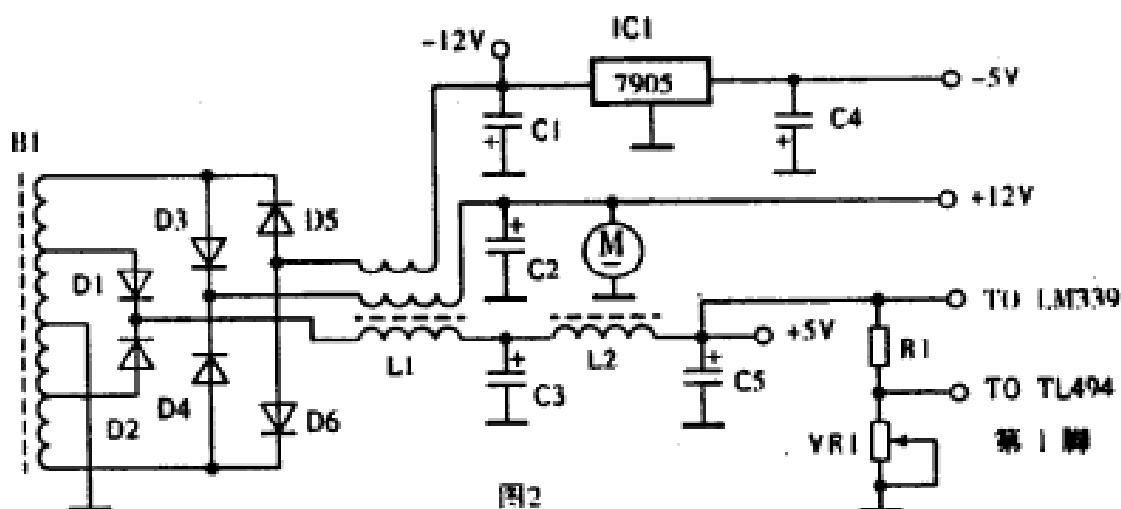 -12V
IC1
7905
-5V
C1
C4
B1
+12V
D3
D5
M
C2
D1
TO LM339
+5V
R1
L1
L2
C3
C5
TO TL494
D4
D2
D6
VR1
第 1 脚
图2